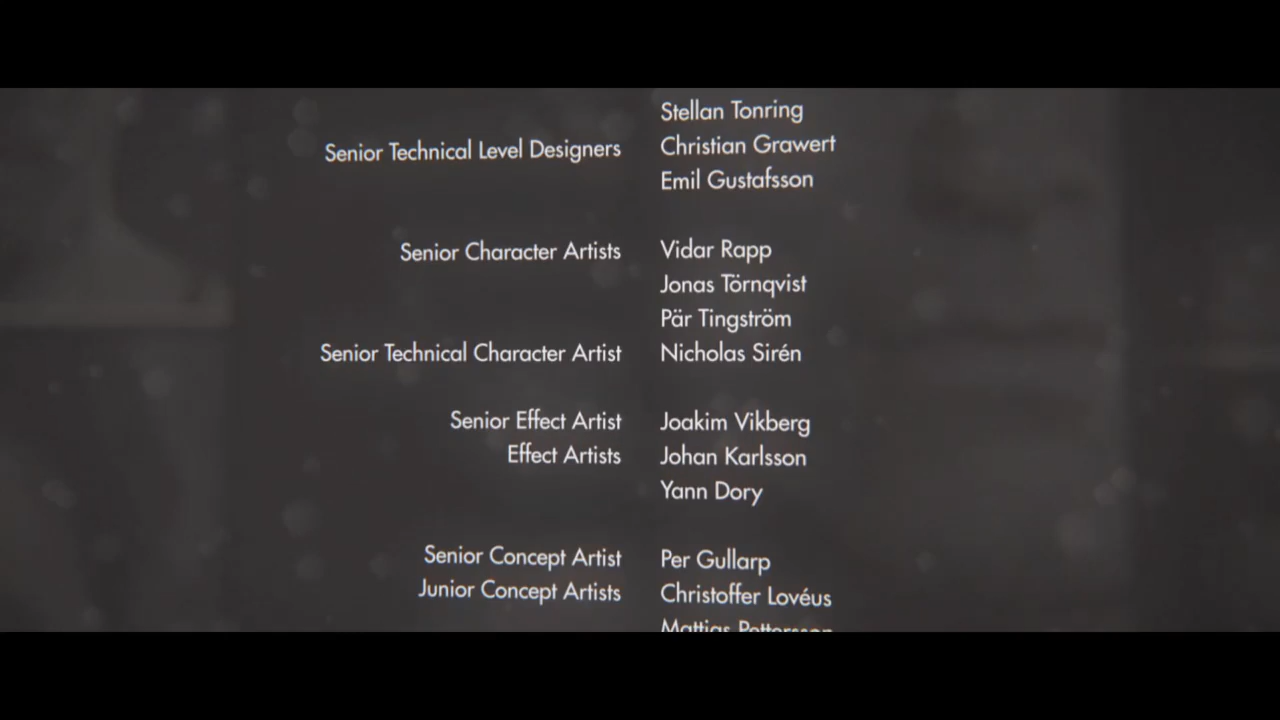 Stellan Tonring
Senior Technical Level Designers Christian Grawert
Emil Gustafsson
Senior Character Artists Vidar Rapp
Jonas Törnqvist
Pär Tingström
Senior Technical Character Artist Nicholas Sirén
Senior Effect Artist Joakim Vikberg
Effect Artists Johan Karlsson
Yann Dory
Senior Concept Artist Per Gullarp
Junior Concept Artists Christoffer Lovéus
Mattias Pettersson